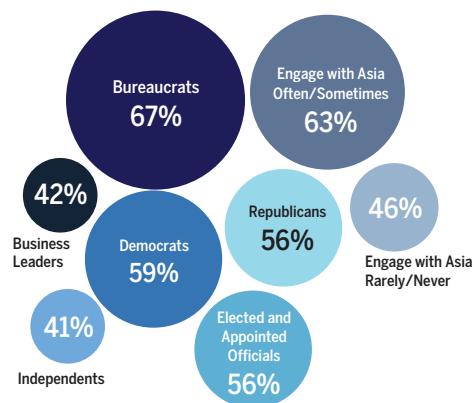 Bureaucrats
67%
Engage with Asia
Often/Sometimes
63%
42%
Business
Leaders
Democrats
59%
Republicans
56%
46%
Engage with Asia
Rarely/Never
41%
Independents
Elected and
Appointed
Officials
56%